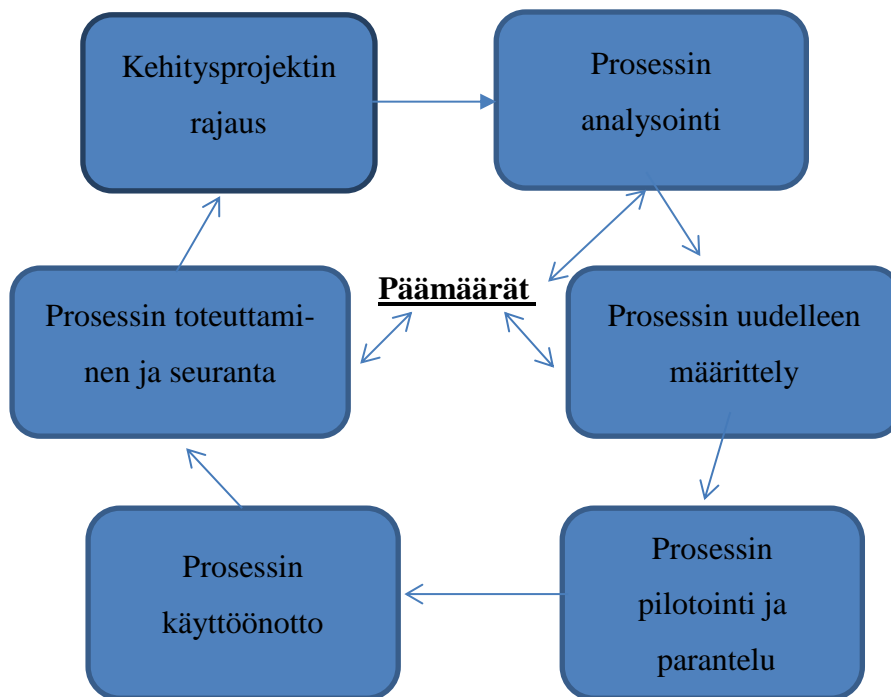 Kehitysprojektin
rajaus
Prosessin
analysointi
Päämäärät
Prosessin toteuttami-
nen ja seuranta
Prosessin uudelleen
määrittely
Prosessin
käyttöönotto
Prosessin
pilotointi ja
parantelu